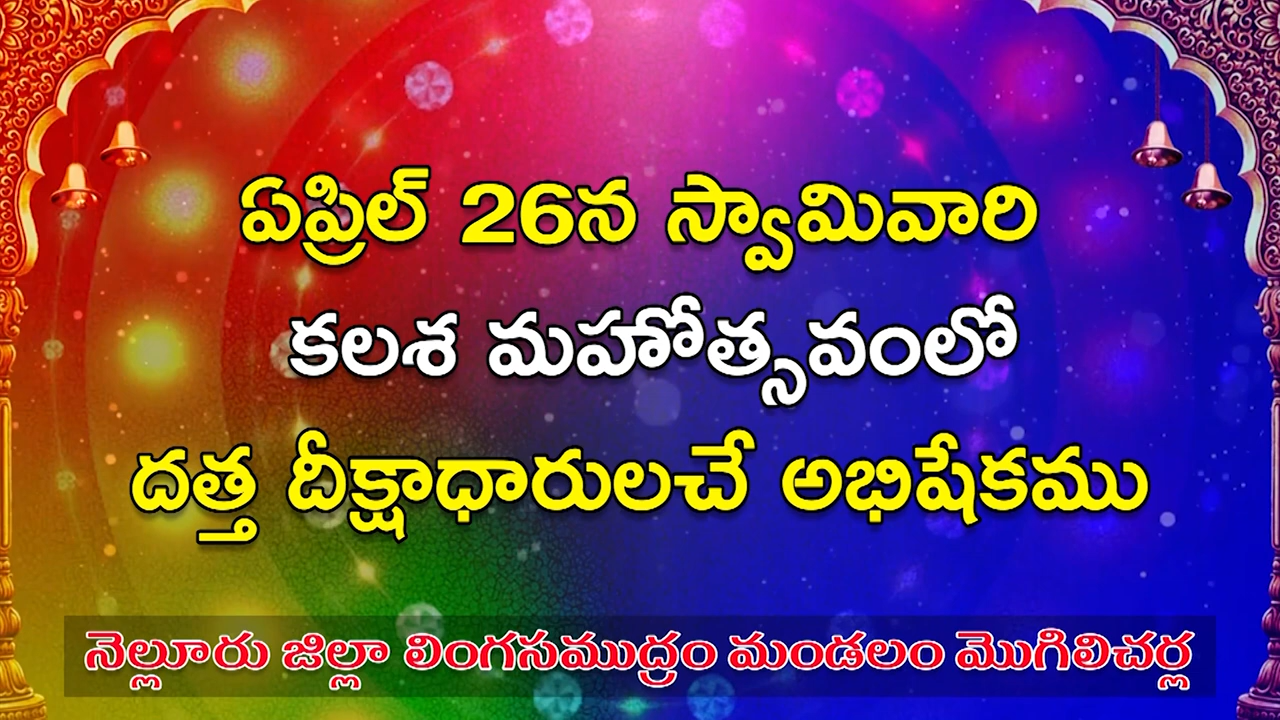 ఏప్రిల్ 26న స్వామివారి
కలశ మహోత్సవంలో
దత్త దీక్షాధారులచే అభిషేకము
నెల్లూరు జిల్లా లింగసముద్రం మండలం మొగిలిచర్ల